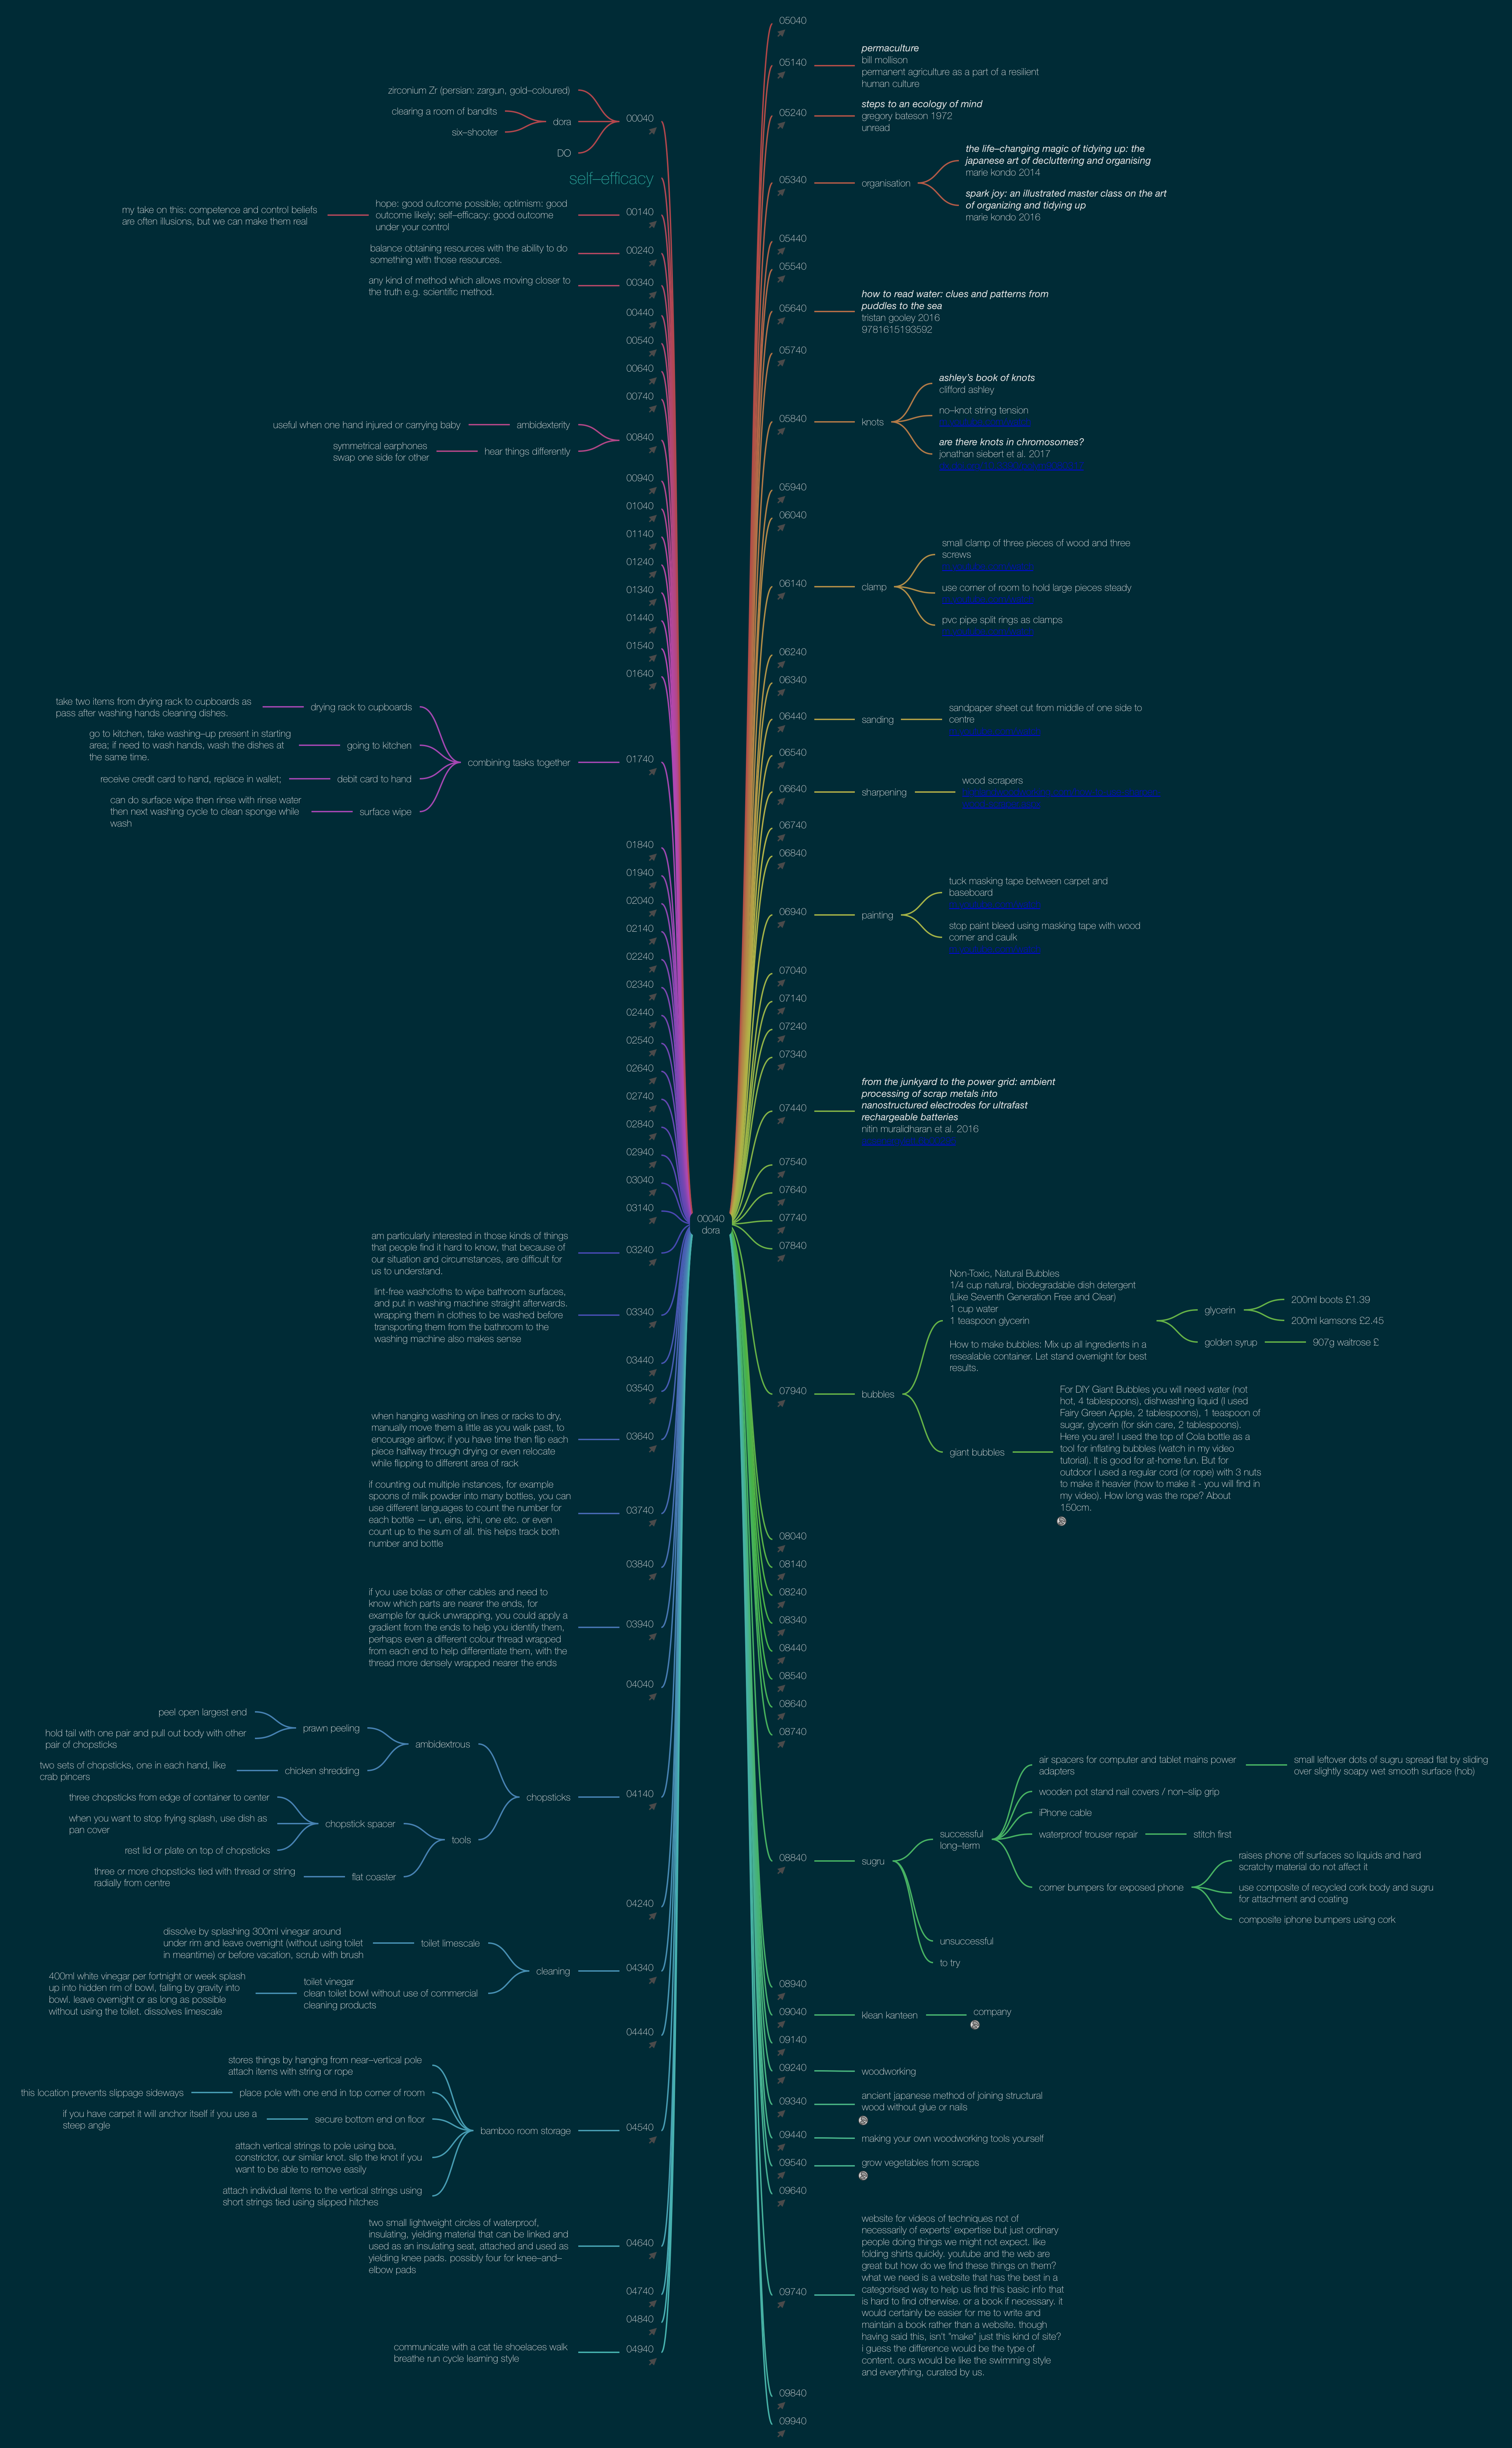 zirconium Zr (persian: zargun, gold–coloured)
clearing a room of bandits
six–shooter
dora
DO
00040
self–efficacy
my take on this: competence and control beliefs
are often illusions, but we can make them real
hope: good outcome possible; optimism: good
outcome likely; self–efficacy: good outcome
under your control
00140
balance obtaining resources with the ability to do
something with those resources.
00240
any kind of method which allows moving closer to
the truth e.g. scientific method.
00340
00440
00540
00640
00740
useful when one hand injured or carrying baby
ambidexterity
symmetrical earphones
swap one side for other
hear things differently
00840
00940
01040
01140
01240
01340
01440
01540
01640
take two items from drying rack to cupboards as
pass after washing hands cleaning dishes.
drying rack to cupboards
go to kitchen, take washing–up present in starting
area; if need to wash hands, wash the dishes at
the same time.
going to kitchen
receive credit card to hand, replace in wallet;
debit card to hand
can do surface wipe then rinse with rinse water
then next washing cycle to clean sponge while
wash
surface wipe
combining tasks together
01740
01840
01940
02040
02140
02240
02340
02440
02540
02640
02740
02840
02940
03040
03140
am particularly interested in those kinds of things
that people find it hard to know, that because of
our situation and circumstances, are difficult for
us to understand.
03240
lint-free washcloths to wipe bathroom surfaces,
and put in washing machine straight afterwards.
wrapping them in clothes to be washed before
transporting them from the bathroom to the
washing machine also makes sense
03340
03440
03540
when hanging washing on lines or racks to dry,
manually move them a little as you walk past, to
encourage airflow; if you have time then flip each
piece halfway through drying or even relocate
while flipping to different area of rack
03640
if counting out multiple instances, for example
spoons of milk powder into many bottles, you can
use different languages to count the number for
each bottle — un, eins, ichi, one etc. or even
count up to the sum of all. this helps track both
number and bottle
03740
03840
if you use bolas or other cables and need to
know which parts are nearer the ends, for
example for quick unwrapping, you could apply a
gradient from the ends to help you identify them,
perhaps even a different colour thread wrapped
from each end to help differentiate them, with the
thread more densely wrapped nearer the ends
03940
04040
peel open largest end
hold tail with one pair and pull out body with other
pair of chopsticks
prawn peeling
two sets of chopsticks, one in each hand, like
crab pincers
chicken shredding
ambidextrous
three chopsticks from edge of container to center
when you want to stop frying splash, use dish as
pan cover
rest lid or plate on top of chopsticks
chopstick spacer
three or more chopsticks tied with thread or string
radially from centre
flat coaster
tools
chopsticks
04140
04240
dissolve by splashing 300ml vinegar around
under rim and leave overnight (without using toilet
in meantime) or before vacation, scrub with brush
toilet limescale
400ml white vinegar per fortnight or week splash
up into hidden rim of bowl, falling by gravity into
bowl. leave overnight or as long as possible
without using the toilet. dissolves limescale
toilet vinegar
clean toilet bowl without use of commercial
cleaning products
cleaning
04340
04440
stores things by hanging from near–vertical pole
attach items with string or rope
this location prevents slippage sideways
place pole with one end in top corner of room
if you have carpet it will anchor itself if you use a
steep angle
secure bottom end on floor
attach vertical strings to pole using boa,
constrictor, our similar knot. slip the knot if you
want to be able to remove easily
attach individual items to the vertical strings using
short strings tied using slipped hitches
bamboo room storage
04540
two small lightweight circles of waterproof,
insulating, yielding material that can be linked and
used as an insulating seat, attached and used as
yielding knee pads. possibly four for knee–and–
elbow pads
04640
04740
04840
communicate with a cat tie shoelaces walk
breathe run cycle learning style
04940
00040
dora
05040
05140
permaculture
bill mollison
permanent agriculture as a part of a resilient
human culture
05240
steps to an ecology of mind
gregory bateson 1972
unread
05340
organisation
the life–changing magic of tidying up: the
japanese art of decluttering and organising
marie kondo 2014
spark joy: an illustrated master class on the art
of organizing and tidying up
marie kondo 2016
05440
05540
05640
how to read water: clues and patterns from
puddles to the sea
tristan gooley 2016
9781615193592
05740
05840
knots
ashley's book of knots
clifford ashley
no–knot string tension
are there knots in chromosomes?
jonathan siebert et al. 2017
05940
06040
06140
clamp
small clamp of three pieces of wood and three
screws
use corner of room to hold large pieces steady
pvc pipe split rings as clamps
06240
06340
06440
sanding
sandpaper sheet cut from middle of one side to
centre
06540
06640
sharpening
wood scrapers
06740
06840
06940
painting
tuck masking tape between carpet and
baseboard
stop paint bleed using masking tape with wood
corner and caulk
07040
07140
07240
07340
07440
from the junkyard to the power grid: ambient
processing of scrap metals into
nanostructured electrodes for ultrafast
rechargeable batteries
nitin muralidharan et al. 2016
07540
07640
07740
07840
07940
bubbles
Non-Toxic, Natural Bubbles
1/4 cup natural, biodegradable dish detergent
(Like Seventh Generation Free and Clear)
1 cup water
1 teaspoon glycerin
How to make bubbles: Mix up all ingredients in a
resealable container. Let stand overnight for best
results.
glycerin
200ml boots £1.39
200ml kamsons £2.45
golden syrup
907g waitrose £
giant bubbles
For DIY Giant Bubbles you will need water (not
hot, 4 tablespoons), dishwashing liquid (I used
Fairy Green Apple, 2 tablespoons), 1 teaspoon of
sugar, glycerin (for skin care, 2 tablespoons).
Here you are! I used the top of Cola bottle as a
tool for inflating bubbles (watch in my video
tutorial). It is good for at-home fun. But for
outdoor I used a regular cord (or rope) with 3 nuts
to make it heavier (how to make it - you will find in
my video). How long was the rope? About
150cm.
08040
08140
08240
08340
08440
08540
08640
08740
08840
sugru
successful
long–term
air spacers for computer and tablet mains power
adapters
small leftover dots of sugru spread flat by sliding
over slightly soapy wet smooth surface (hob)
wooden pot stand nail covers / non–slip grip
iPhone cable
waterproof trouser repair
stitch first
corner bumpers for exposed phone
raises phone off surfaces so liquids and hard
scratchy material do not affect it
use composite of recycled cork body and sugru
for attachment and coating
composite iphone bumpers using cork
unsuccessful
to try
08940
09040
klean kanteen
company
09140
09240
woodworking
09340
ancient japanese method of joining structural
wood without glue or nails
09440
making your own woodworking tools yourself
09540
grow vegetables from scraps
09640
09740
website for videos of techniques not of
necessarily of experts' expertise but just ordinary
people doing things we might not expect. like
folding shirts quickly. youtube and the web are
great but how do we find these things on them?
what we need is a website that has the best in a
categorised way to help us find this basic info that
is hard to find otherwise. or a book if necessary. it
would certainly be easier for me to write and
maintain a book rather than a website. though
having said this, isn't "make" just this kind of site?
i guess the difference would be the type of
content. ours would be like the swimming style
and everything, curated by us.
09840
09940